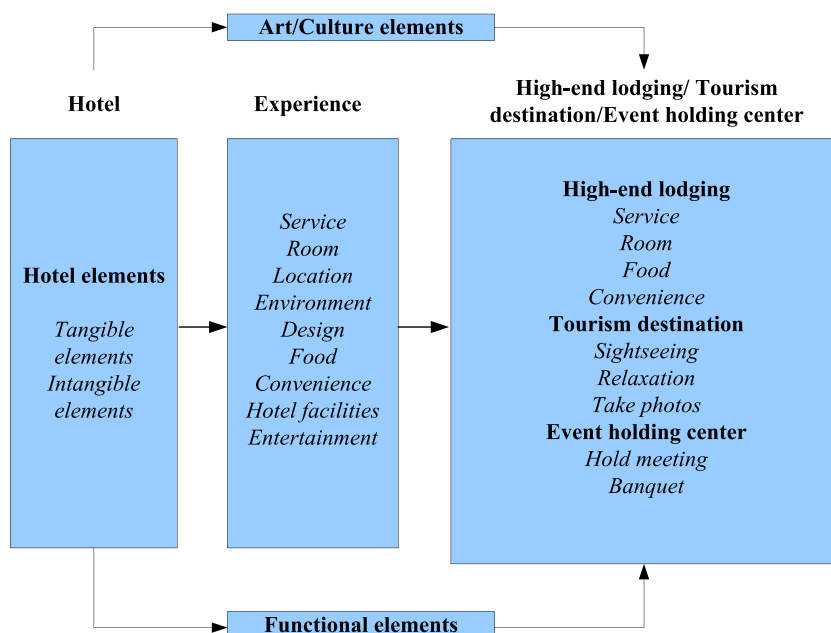 Art/Culture elements
Hotel
Experience
High-end lodging/ Tourism
destination/Event holding center
Hotel elements
Tangible
elements
Intangible
elements
Service
Room
Location
Environment
Design
Food
Convenience
Hotel facilities
Entertainment
High-end lodging
Service
Room
Food
Convenience
Tourism destination
Sightseeing
Relaxation
Take photos
Event holding center
Hold meeting
Banquet
Functional elements